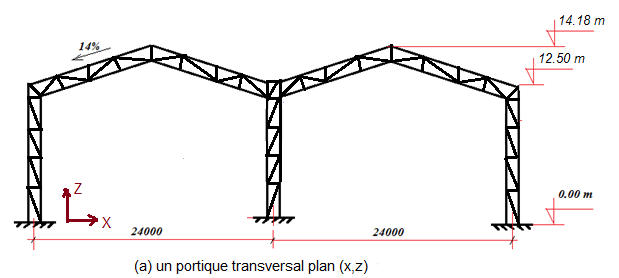 14.18 m
14%
12.50 m
Z
X
0.00 m
24000
24000
(a) un portique transversal plan (x,z)